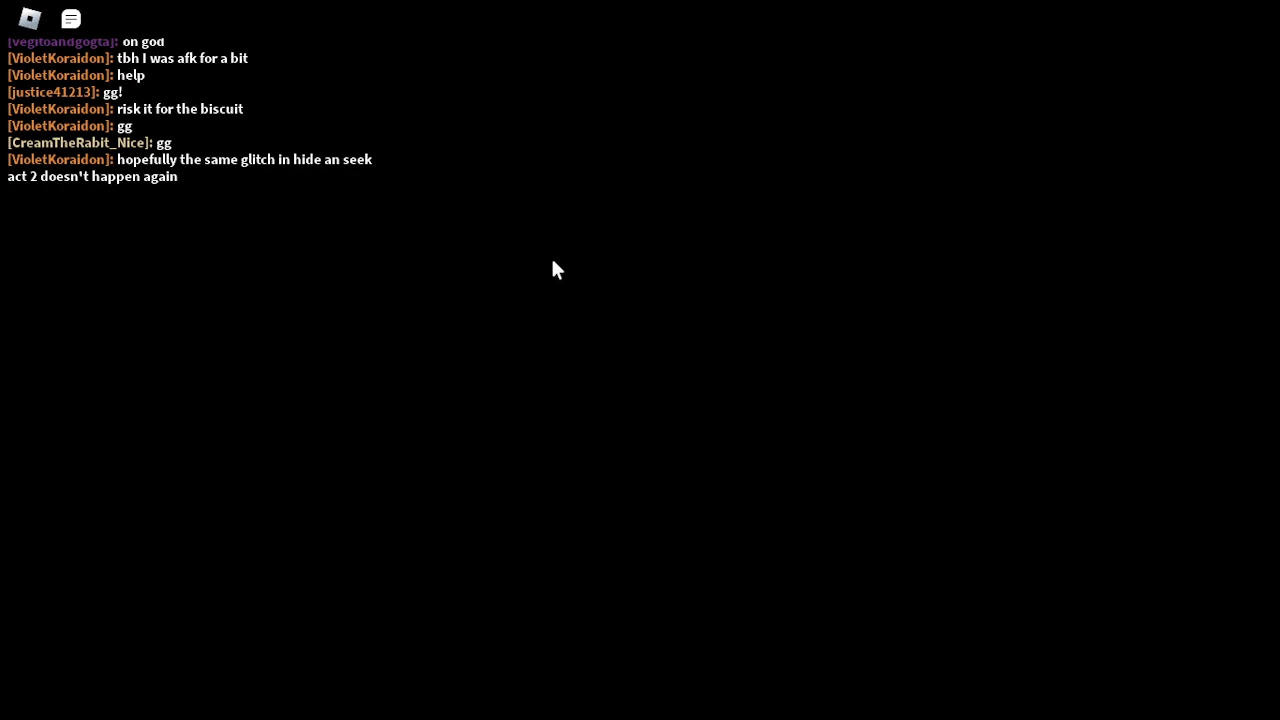 [vegitoandgogta]: on god
[VioletKoraidon]: tbh I was afk for a bit
[VioletKoraidon]: help
[justice41213]: gg!
[VioletKoraidon]: risk it for the biscuit
[VioletKoraidon]: gg
[CreamTheRabit_Nice]: gg
[VioletKoraidon]: hopefully the same glitch in hide an seek
act 2 doesn't happen again